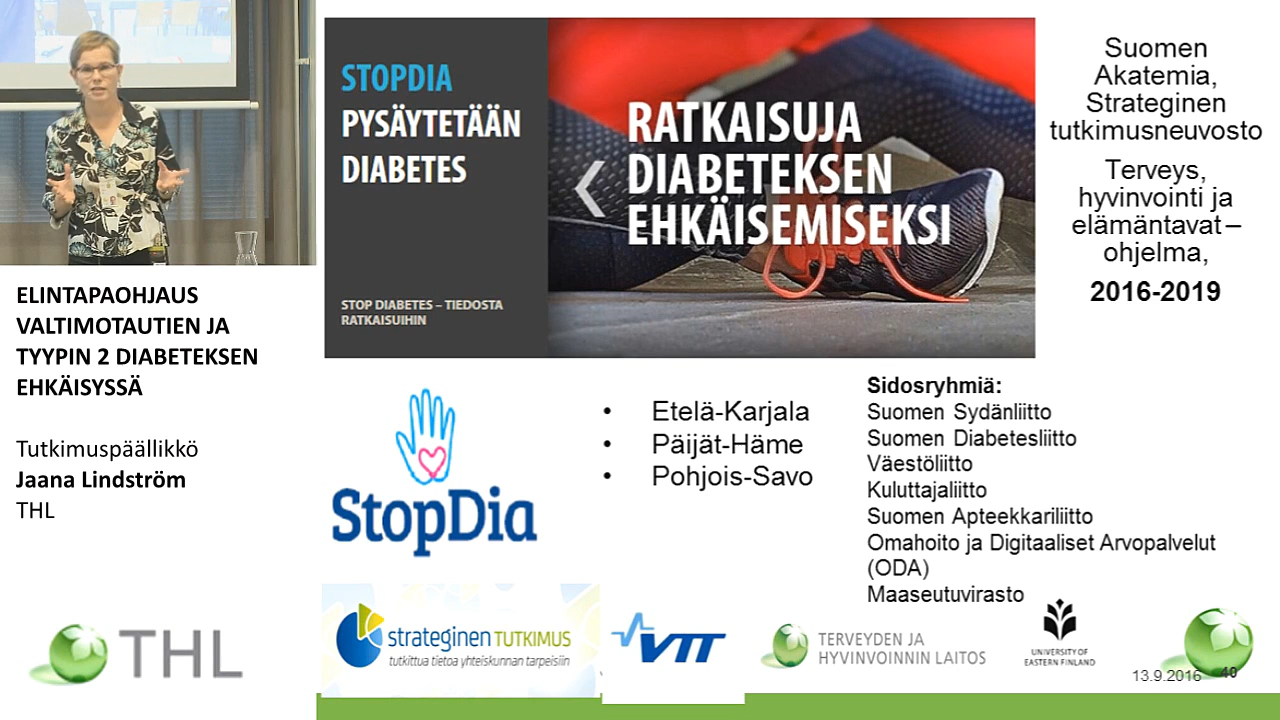 ELINTAPAOHJAUS
VALTIMOTAUTIEN JA
TYYPIN 2 DIABETEKSEN
EHKÄISYSSÄ
Tutkimuspäällikkö
Jaana Lindström
THL
THL
STOPDIA
PYSÄYTETÄÄN
DIABETES
STOP DIABETES – TIEDOSTA
RATKAISUIHIN
RATKAISUJA
DIABETEKSEN
EHKÄISEMISEKSI
Suomen
Akatemia,
Strateginen
tutkimusneuvosto
Terveys,
hyvinvointi ja
elämäntavat –
ohjelma,
2016-2019
StopDia
• Etelä-Karjala
• Päijät-Häme
• Pohjois-Savo
Sidosryhmiä:
Suomen Sydänliitto
Suomen Diabetesliitto
Väestöliitto
Kuluttajaliitto
Suomen Apteekkariliitto
Omahoito ja Digitaaliset Arvopalvelut
(ODA)
Maaseutuvirasto
strateginen TUTKIMUS
tutkittua tietoa yhteiskunnan tarpeisiin
VTT
TERVEYDEN JA
HYVINVOINNIN LAITOS
UNIVERSITY OF
EASTERN FINLAND
13.9.2016 40